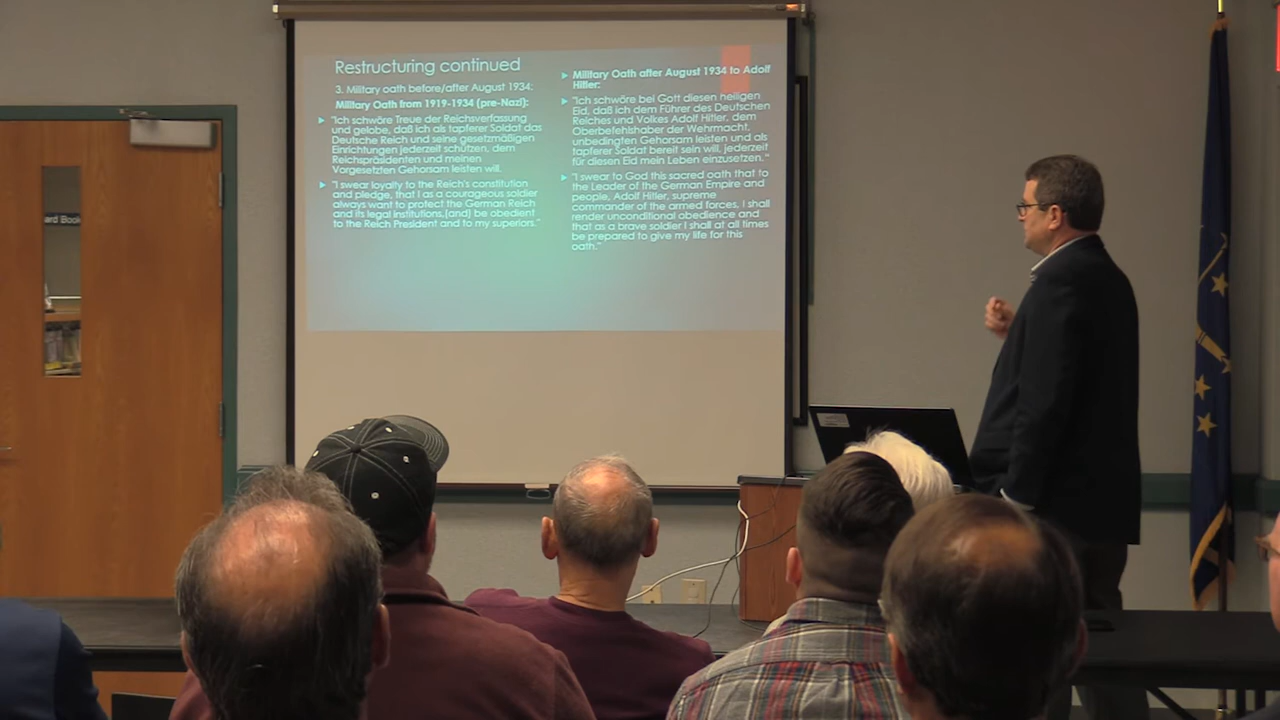 Restructuring continued
3. Military oath before/after August 1934:
Military Oath from 1919-1934 (pre-Nazi):
"Ich schwöre Treue der Reichsverfassung
und gelobe, daß ich als tapferer Soldat das
Deutsche Reich und seine gesetzmäßigen
Einrichtungen jederzeit schützen, dem
Reichspräsidenten und meinen
Vorgesetzten Gehorsam leisten will.
"I swear loyalty to the Reich's constitution
and pledge, that I as a courageous soldier
always want to protect the German Reich
and its legal institutions,(and) be obedient
to the Reich President and to my superiors."
Military Oath after August 1934 to Adolf
Hitler:
"Ich schwöre bei Gott diesen heiligen
Eid, daß ich dem Führer des Deutschen
Reiches und Volkes Adolf Hitler, dem
Oberbefehlshaber der Wehrmacht,
unbedingten Gehorsam leisten und als
tapferer Soldat bereit sein will, jederzeit
für diesen Eid mein Leben einzusetzen."
"I swear to God this sacred oath that to
the Leader of the German Empire and
people, Adolf Hitler, supreme
commander of the armed forces, I shall
render unconditional obedience and
that as a brave soldier I shall at all times
be prepared to give my life for this
oath."
ard Book